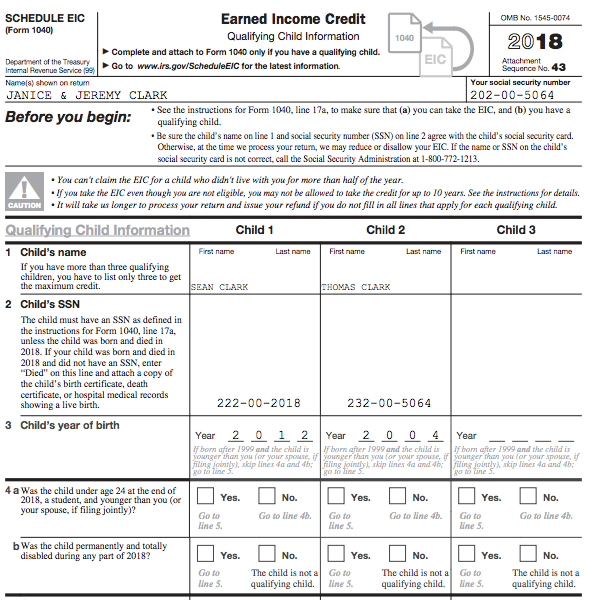 SCHEDULE EIC
(Form 1040)
Department of the Treasury
Internal Revenue Service (99)
Earned Income Credit
Qualifying Child Information
▶ Complete and attach to Form 1040 only if you have a qualifying child.
▶ Go to www.irs.gov/ScheduleEIC for the latest information.
1040
EIC
OMB No. 1545-0074
2018
Attachment
Sequence No. 43
Name(s) shown on return
JANICE & JEREMY CLARK
Your social security number
202-00-5064
Before you begin:
• See the instructions for Form 1040, line 17a, to make sure that (a) you can take the EIC, and (b) you have a
qualifying child.
• Be sure the child's name on line 1 and social security number (SSN) on line 2 agree with the child's social security card.
Otherwise, at the time we process your return, we may reduce or disallow your EIC. If the name or SSN on the child's
social security card is not correct, call the Social Security Administration at 1-800-772-1213.
CAUTION
• You can't claim the EIC for a child who didn't live with you for more than half of the year.
• If you take the EIC even though you are not eligible, you may not be allowed to take the credit for up to 10 years. See the instructions for details.
• It will take us longer to process your return and issue your refund if you do not fill in all lines that apply for each qualifying child.
Qualifying Child Information
Child 1
Child 2
Child 3
1 Child's name
If you have more than three qualifying
children, you have to list only three to get
the maximum credit.
First name Last name
SEAN CLARK
First name Last name
THOMAS CLARK
First name Last name
2 Child's SSN
The child must have an SSN as defined in
the instructions for Form 1040, line 17a,
unless the child was born and died in
2018. If your child was born and died in
2018 and did not have an SSN, enter
"Died" on this line and attach a copy of
the child's birth certificate, death
certificate, or hospital medical records
showing a live birth.
222-00-2018
232-00-5064
3 Child's year of birth
Year 2 0 1 2
If born after 1999 and the child is
younger than you (or your spouse, if
filing jointly), skip lines 4a and 4b;
go to line 5.
Year 2 0 0 4
If born after 1999 and the child is
younger than you (or your spouse, if
filing jointly), skip lines 4a and 4b;
go to line 5.
Year
If born after 1999 and the child is
younger than you (or your spouse, if
filing jointly), skip lines 4a and 4b;
go to line 5.
4 a Was the child under age 24 at the end of
2018, a student, and younger than you (or
your spouse, if filing jointly)?
Yes. No.
Go to
line 5.
Go to line 4b.
Yes. No.
Go to
line 5.
Go to line 4b.
Yes. No.
Go to
line 5.
Go to line 4b.
b Was the child permanently and totally
disabled during any part of 2018?
Yes. No.
Go to
line 5.
The child is not a
qualifying child.
Yes. No.
Go to
line 5.
The child is not a
qualifying child.
Yes. No.
Go to
line 5.
The child is not a
qualifying child.